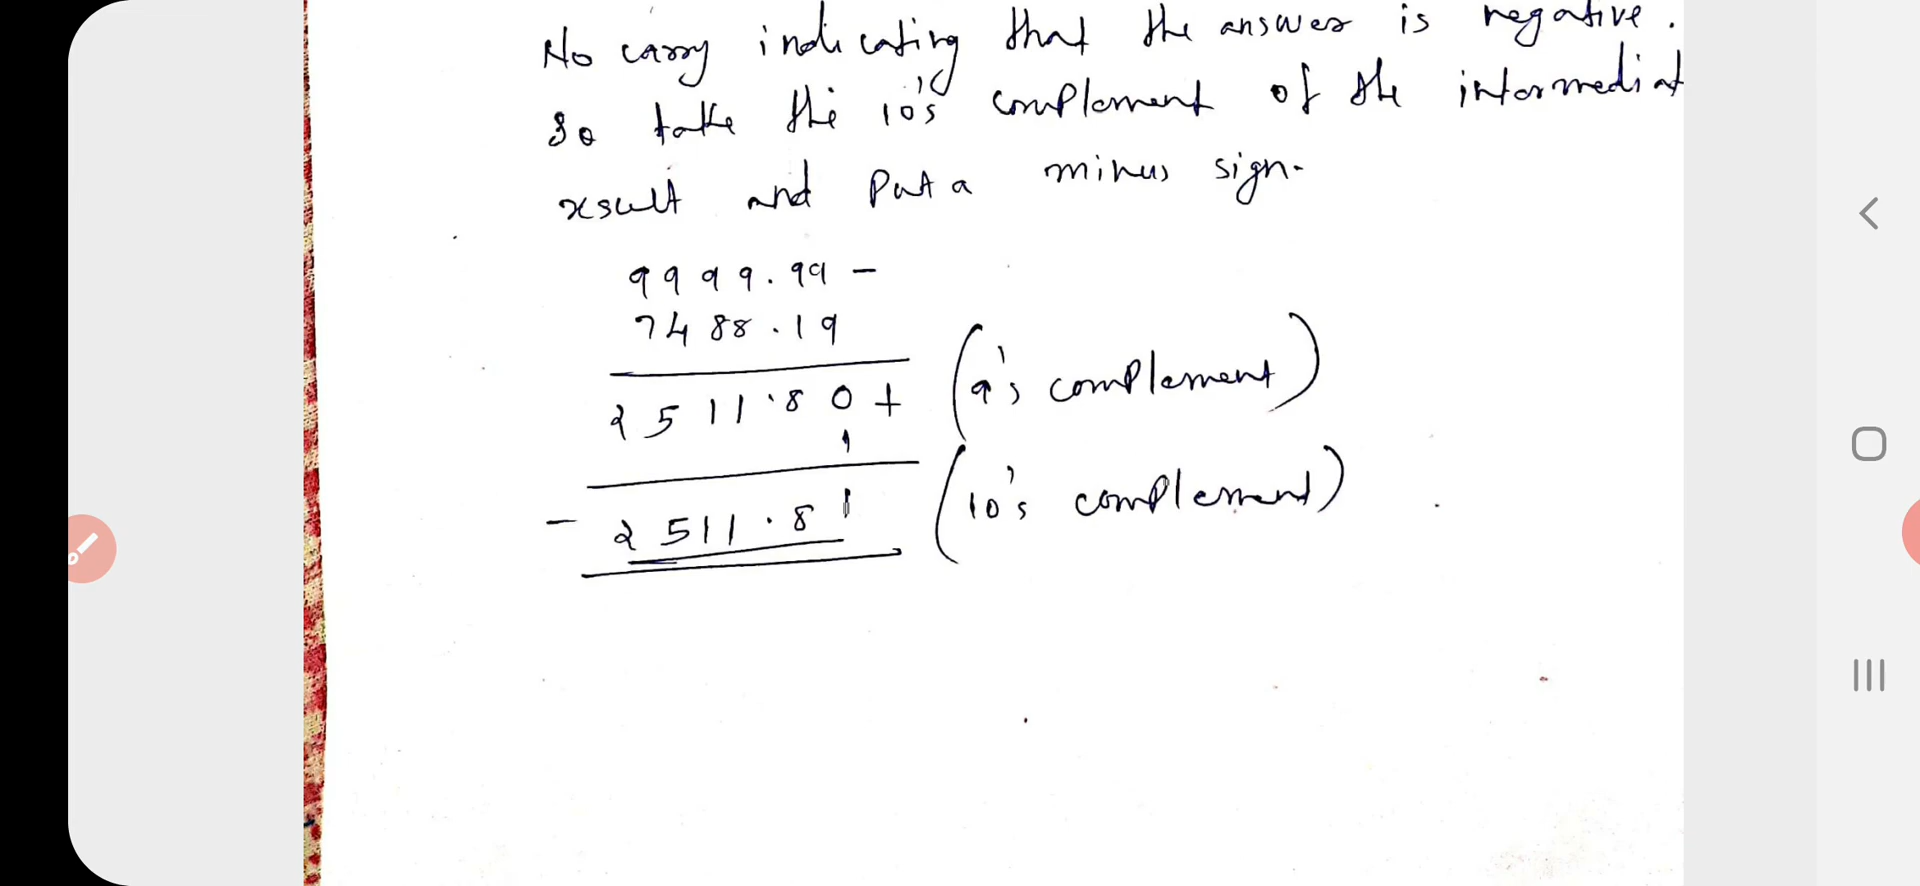 No carry indicating that the answer is negative.
So take the 10's complement of the intermediat
result and Put a minus sign.
9999.99 -
7488.19
2511.80 + (9's complement)
1
- 2511.81 (10's complement)